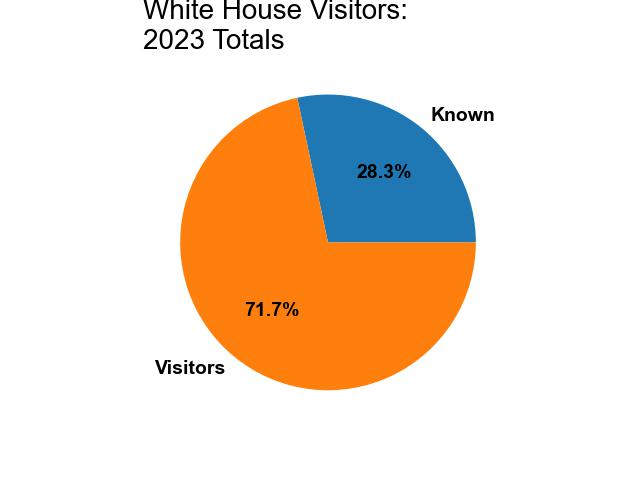 White House Visitors:
2023 Totals
Known
28.3%
71.7%
Visitors